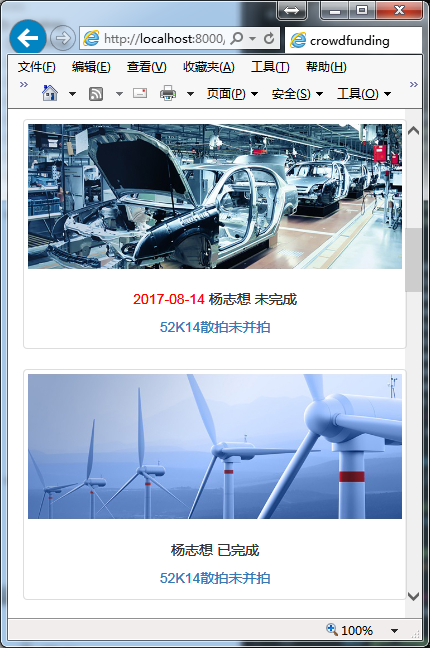 http://localhost:8000/
crowdfunding
文件(F) 编辑(E) 查看(V) 收藏夹(A) 工具(T) 帮助(H)
页面(P) 安全(S) 工具(O)
2017-08-14 杨志想 未完成
52K14散拍未并拍
杨志想 已完成
52K14散拍未并拍
100%